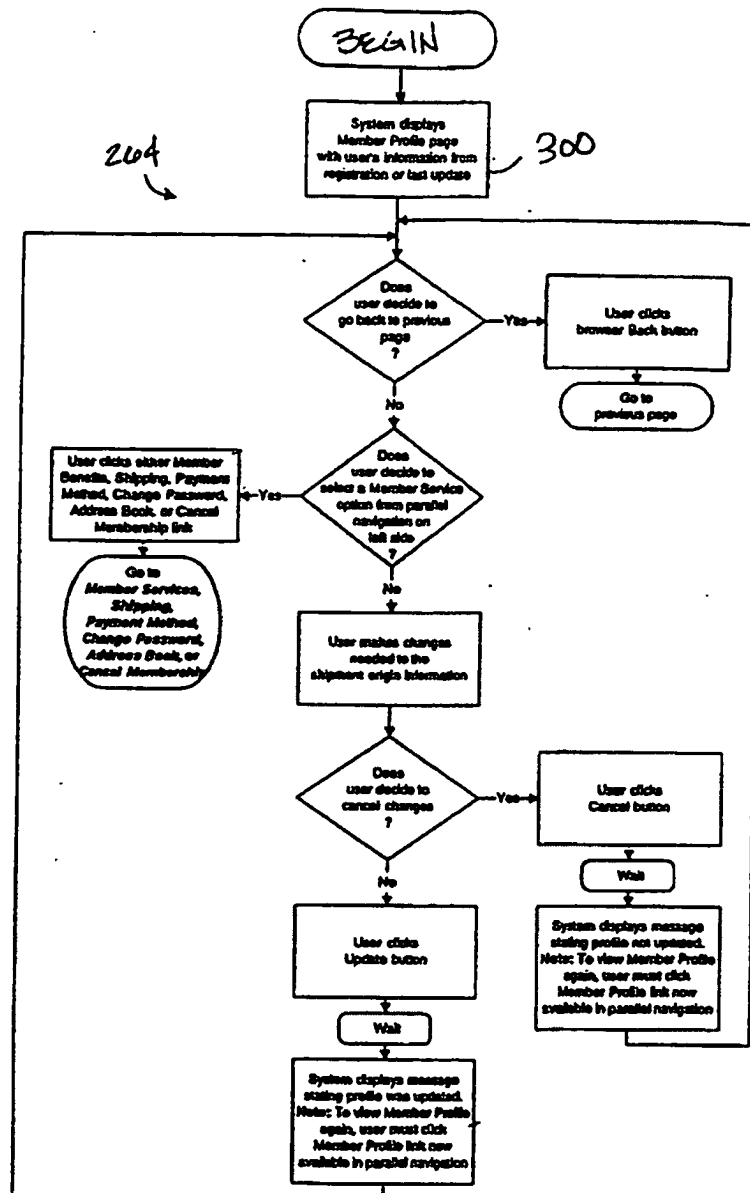 BEGIN
System displays
Member Profile page
with user's information from
registration or last update
264
300
Does
user decide to
go back to previous
page
?
Yes
User clicks
browser Back button
Go to
previous page
No
Does
user decide to
select a Member Service
option from parallel
navigation on
left side
?
Yes
User clicks either Member
Benefits, Shipping, Payment
Method, Change Password,
Address Book, or Cancel
Membership link
Go to
Member Services,
Shipping,
Payment Method,
Change Password,
Address Book, or
Cancel Membership
No
User makes changes
needed to the
shipment origin information
Does
user decide to
cancel changes
?
Yes
User clicks
Cancel button
Wait
System displays message
stating profile not updated.
Note: To view Member Profile
again, user must click
Member Profile link now
available in parallel navigation
No
User clicks
Update button
Wait
System displays message
stating profile was updated.
Note: To view Member Profile
again, user must click
Member Profile link now
available in parallel navigation